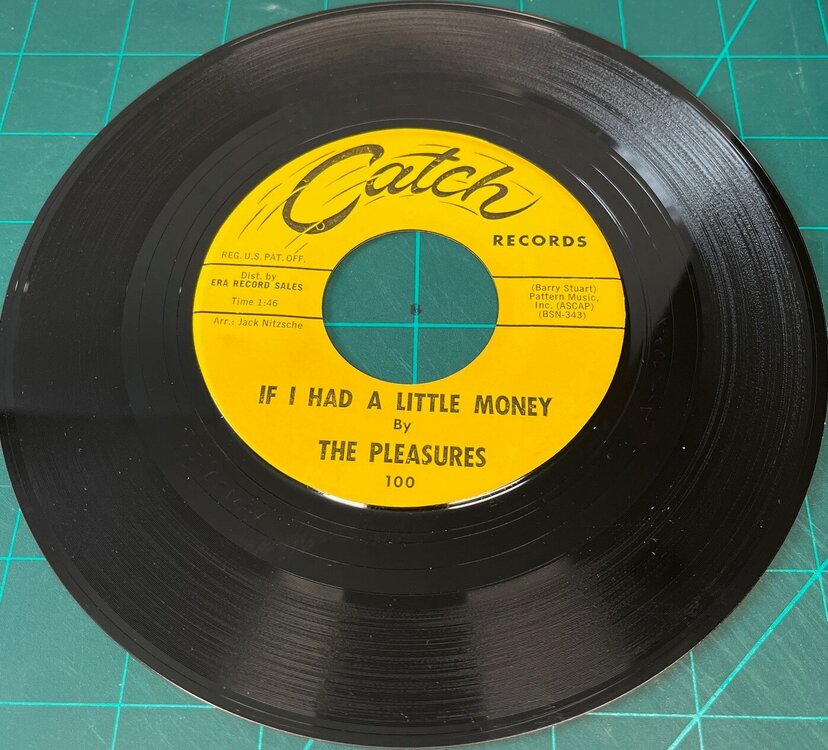 Catch
RECORDS
REG. U.S. PAT. OFF.
Dist. by
ERA RECORD SALES
Time 1:46
Arr.: Jack Nitzsche
(Barry Stuart)
Pattern Music,
Inc. (ASCAP)
(BSN-343)
IF I HAD A LITTLE MONEY
By
THE PLEASURES
100